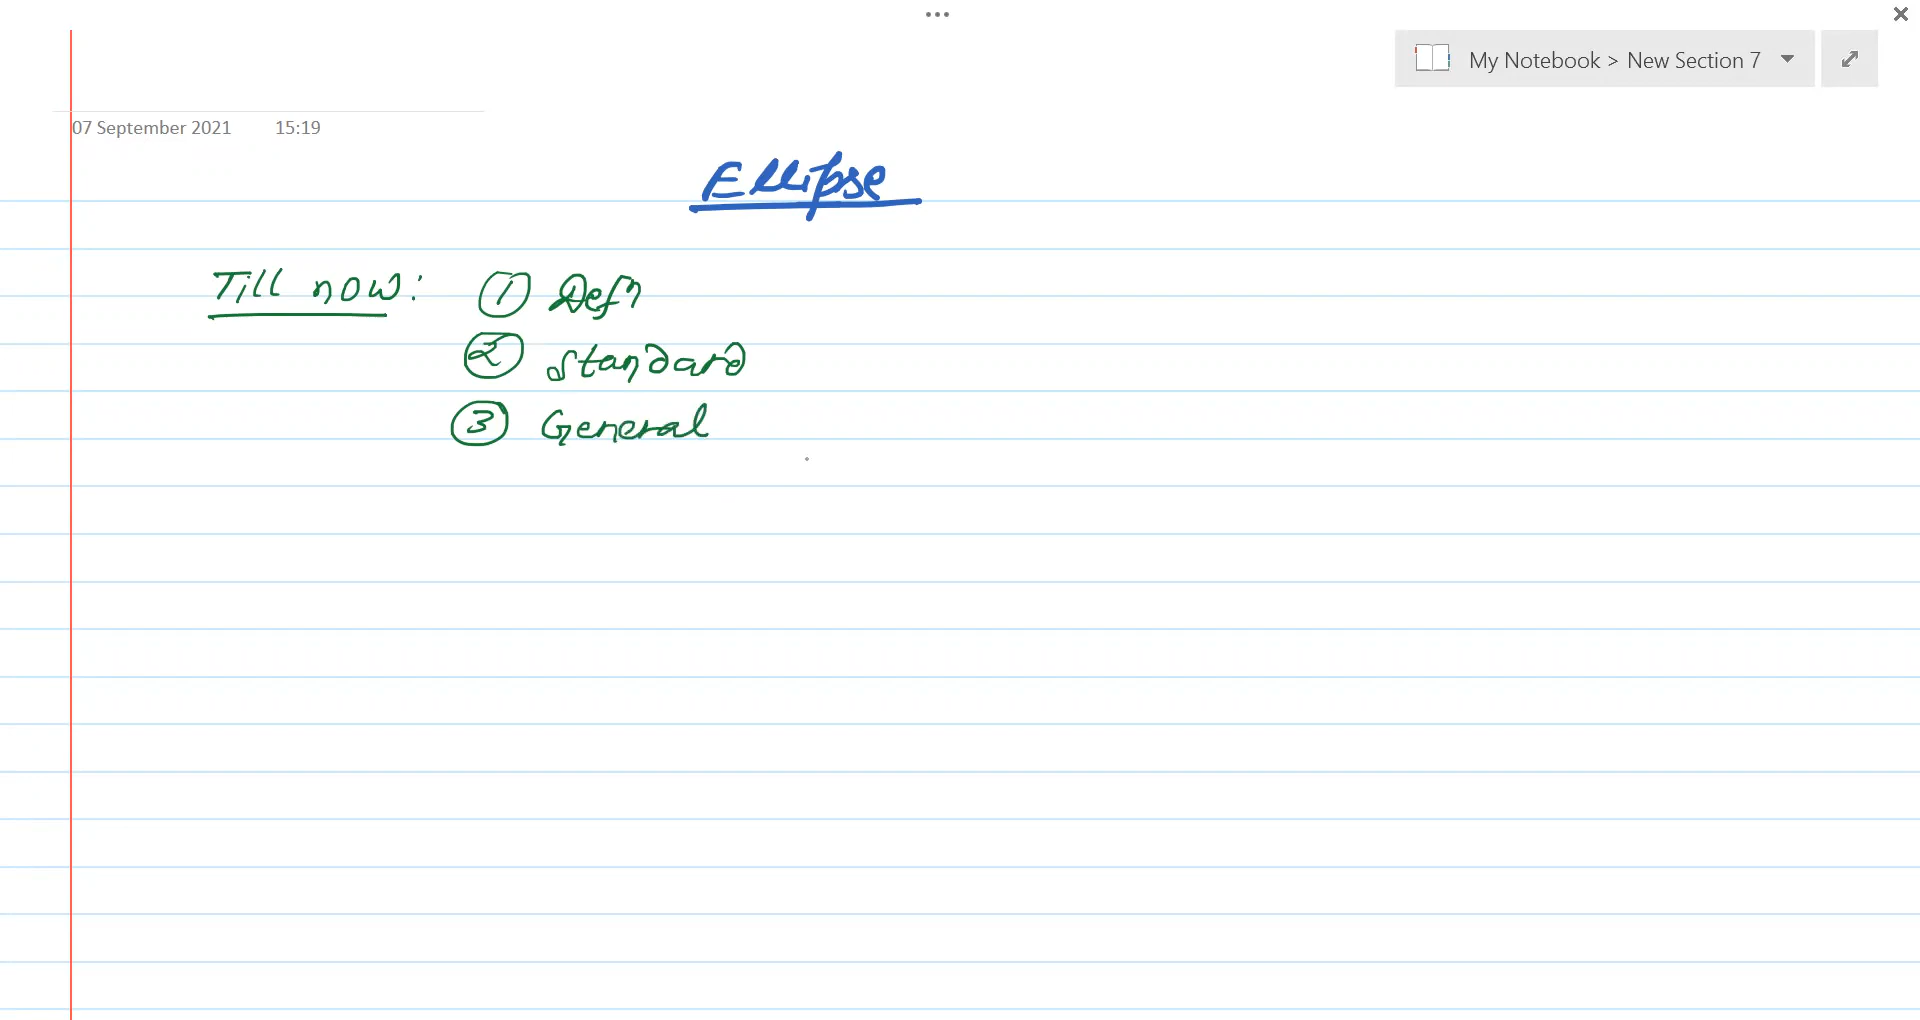 My Notebook > New Section 7
07 September 2021 15:19
Ellipse
Till now: ① Defn
② Standard
③ General